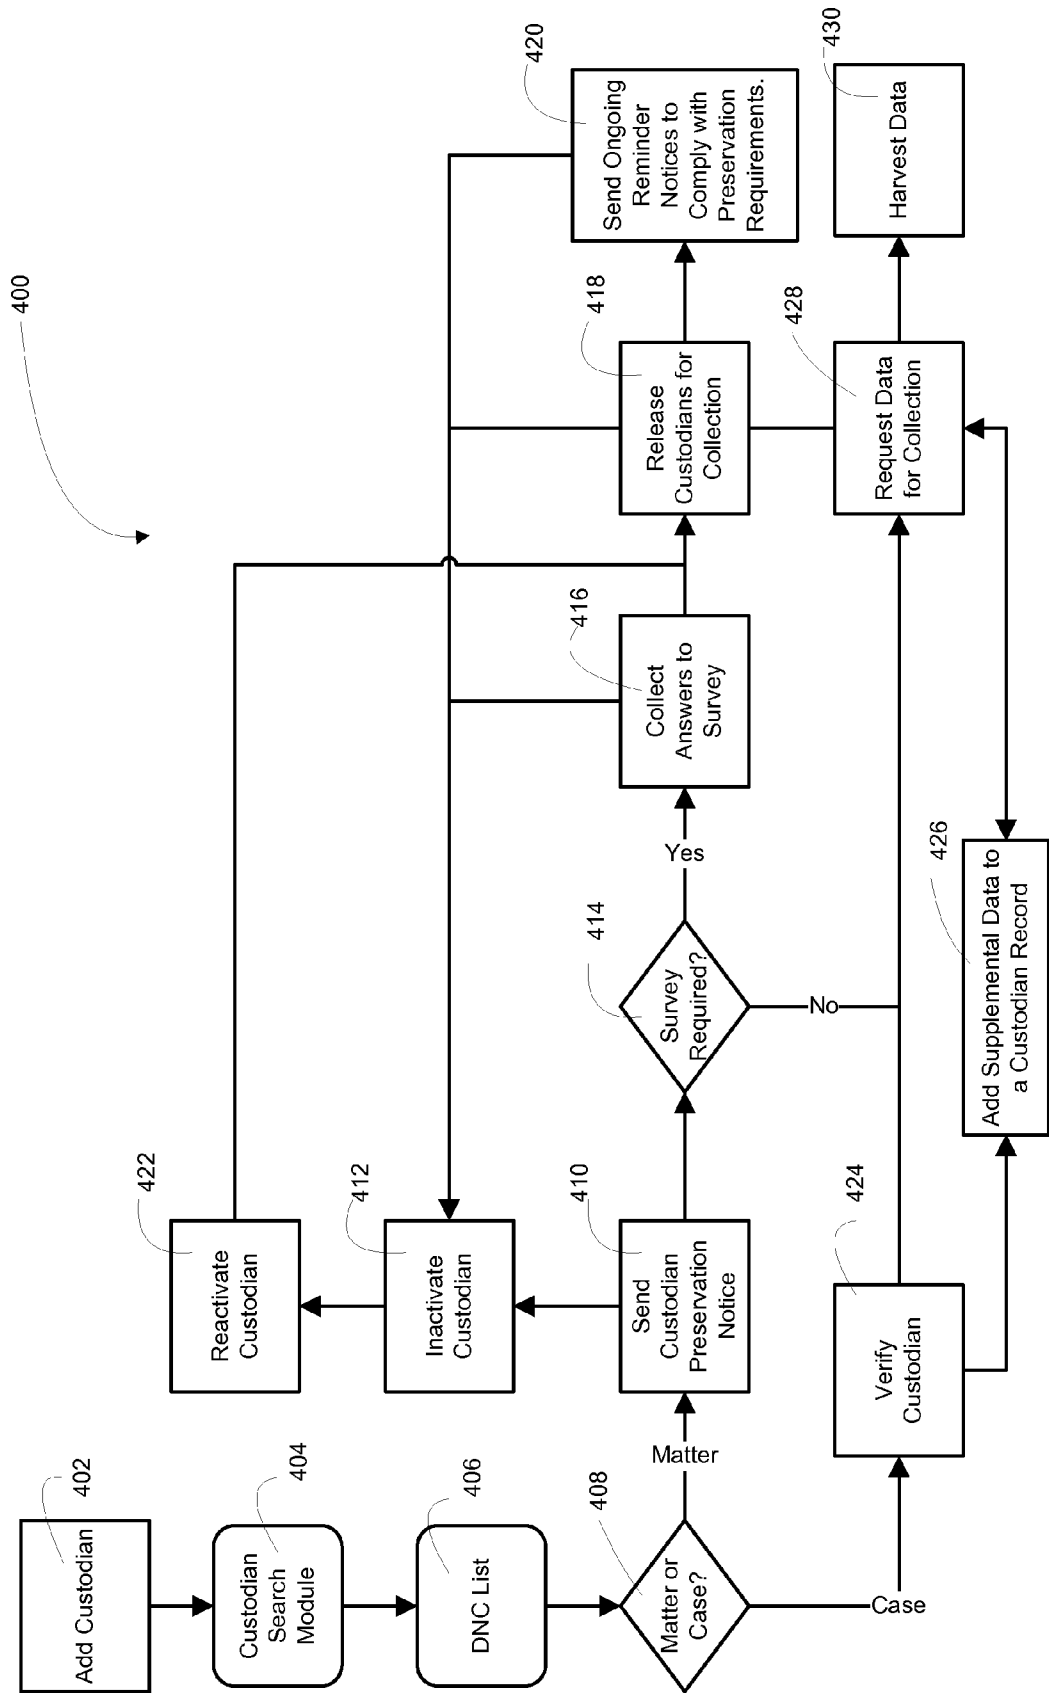 400
402
Add Custodian
404
Custodian
Search
Module
406
DNC List
408
Matter or
Case?
Matter
Case
410
Send
Custodian
Preservation
Notice
412
Inactivate
Custodian
422
Reactivate
Custodian
414
Survey
Required?
Yes
No
416
Collect
Answers to
Survey
418
Release
Custodians for
Collection
420
Send Ongoing
Reminder
Notices to
Comply with
Preservation
Requirements.
424
Verify
Custodian
426
Add Supplemental Data to
a Custodian Record
428
Request Data
for Collection
430
Harvest Data